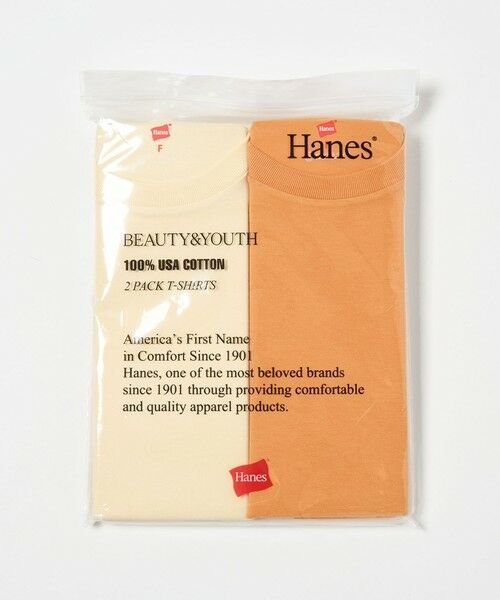 Hanes
F
Hanes
Hanes®
BEAUTY&YOUTH
100% USA COTTON
2 PACK T-SHIRTS
America's First Name
in Comfort Since 1901
Hanes, one of the most beloved brands
since 1901 through providing comfortable
and quality apparel products.
Hanes